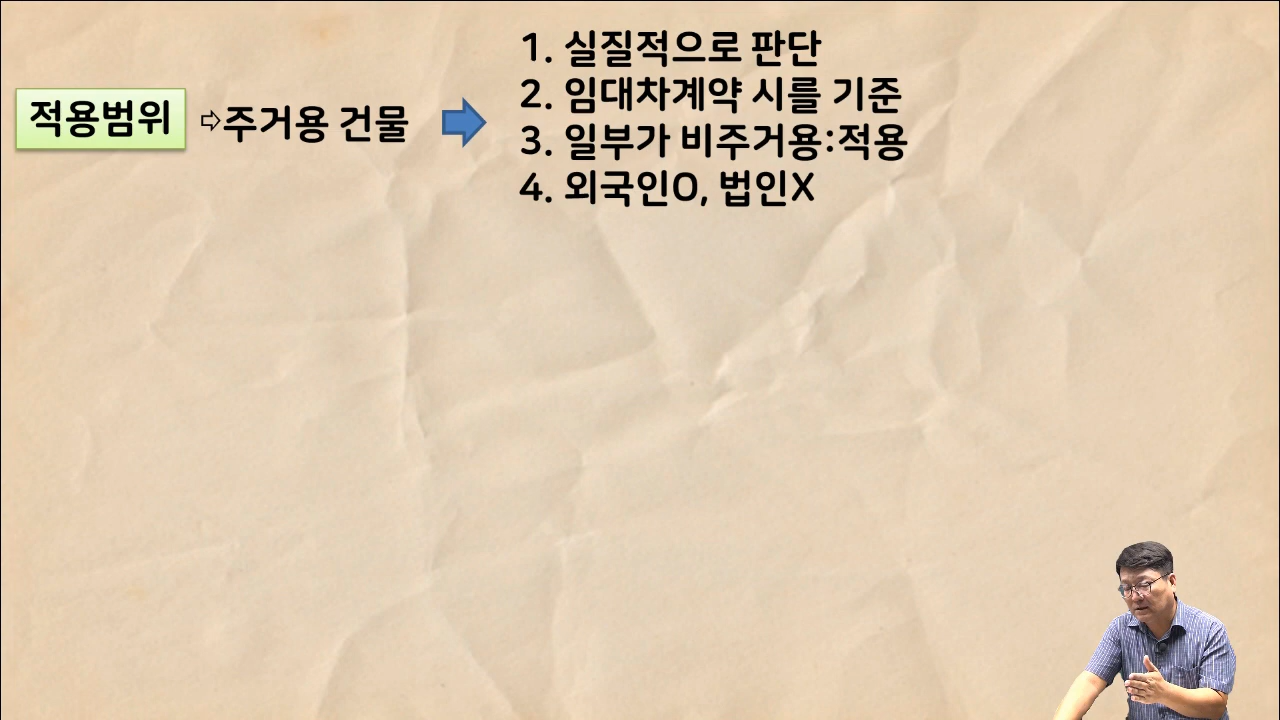 적용범위 ⇨주거용 건물
1. 실질적으로 판단
2. 임대차계약 시를 기준
3. 일부가 비주거용:적용
4. 외국인O, 법인X